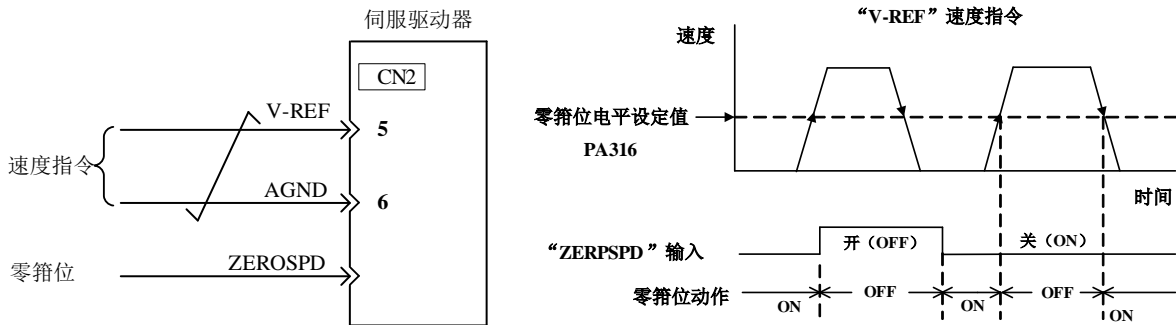 伺服驱动器
CN2
V-REF
5
速度指令
AGND
6
零箝位
ZEROSPD
“V-REF”速度指令
速度
零箝位电平设定值
PA316
时间
“ZERPSPD”输入
开（OFF）
关（ON）
零箝位动作
ON
OFF
ON
OFF
ON